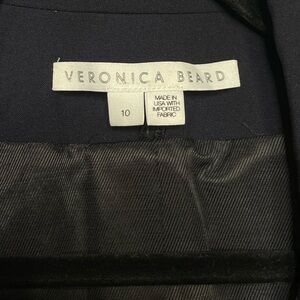 VERONICA BEARD
10
MADE IN
USA WITH
IMPORTED
FABRIC